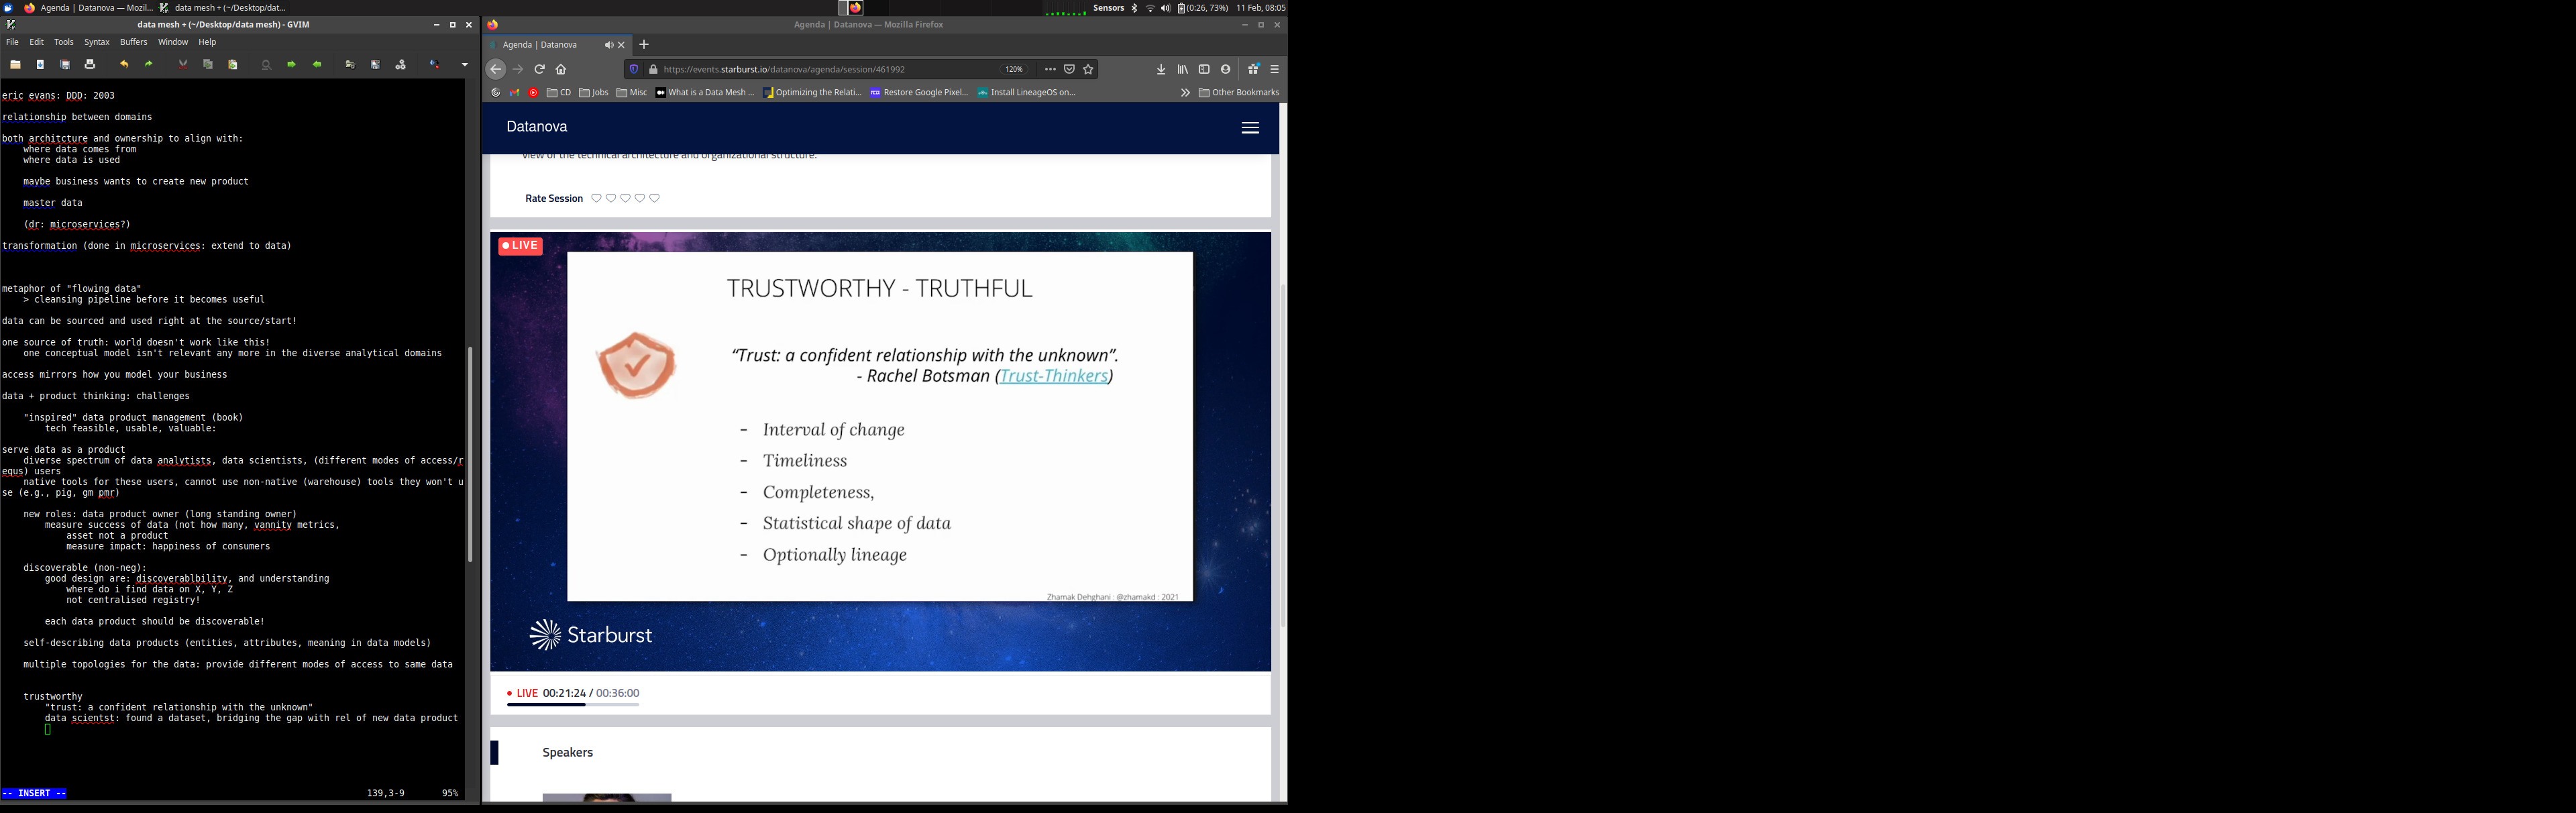 Agenda | Datanova — Mozil...
data mesh + (~/Desktop/dat...
Sensors
(0:26, 73%)
11 Feb, 08:05
data mesh + (~/Desktop/data mesh) - GVIM
File Edit Tools Syntax Buffers Window Help
eric evans: DDD: 2003
relationship between domains
both architcture and ownership to align with:
where data comes from
where data is used
maybe business wants to create new product
master data
(dr: microservices?)
transformation (done in microservices: extend to data)
metaphor of "flowing data"
> cleansing pipeline before it becomes useful
data can be sourced and used right at the source/start!
one source of truth: world doesn't work like this!
one conceptual model isn't relevant any more in the diverse analytical domains
access mirrors how you model your business
data + product thinking: challenges
"inspired" data product management (book)
tech feasible, usable, valuable:
serve data as a product
diverse spectrum of data analytists, data scientists, (different modes of access/r
equs) users
native tools for these users, cannot use non-native (warehouse) tools they won't u
se (e.g., pig, gm pmr)
new roles: data product owner (long standing owner)
measure success of data (not how many, vannity metrics,
asset not a product
measure impact: happiness of consumers
discoverable (non-neg):
good design are: discoverablbility, and understanding
where do i find data on X, Y, Z
not centralised registry!
each data product should be discoverable!
self-describing data products (entities, attributes, meaning in data models)
multiple topologies for the data: provide different modes of access to same data
trustworthy
"trust: a confident relationship with the unknown"
data scientst: found a dataset, bridging the gap with rel of new data product
-- INSERT --
139,3-9
95%
Agenda | Datanova — Mozilla Firefox
Agenda | Datanova
https://events.starburst.io/datanova/agenda/session/461992
120%
CD Jobs Misc What is a Data Mesh ... Optimizing the Relati... Restore Google Pixel... Install LineageOS on... Other Bookmarks
Datanova
view of the technical architecture and organizational structure.
Rate Session
LIVE
TRUSTWORTHY - TRUTHFUL
“Trust: a confident relationship with the unknown”.
- Rachel Botsman (Trust-Thinkers)
- Interval of change
- Timeliness
- Completeness,
- Statistical shape of data
- Optionally lineage
Zhamak Dehghani : @zhamakd : 2021
Starburst
LIVE 00:21:24 / 00:36:00
Speakers